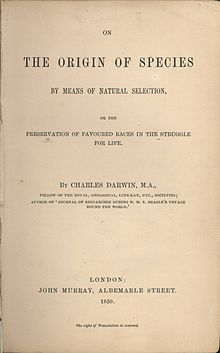 ON
THE ORIGIN OF SPECIES
BY MEANS OF NATURAL SELECTION,
OR THE
PRESERVATION OF FAVOURED RACES IN THE STRUGGLE
FOR LIFE.
BY CHARLES DARWIN, M.A.,
FELLOW OF THE ROYAL, GEOLOGICAL, LINNÆAN, ETC., SOCIETIES;
AUTHOR OF 'JOURNAL OF RESEARCHES DURING H. M. S. BEAGLE'S VOYAGE
ROUND THE WORLD.'
LONDON:
JOHN MURRAY, ALBEMARLE STREET.
1859.
The right of Translation is reserved.